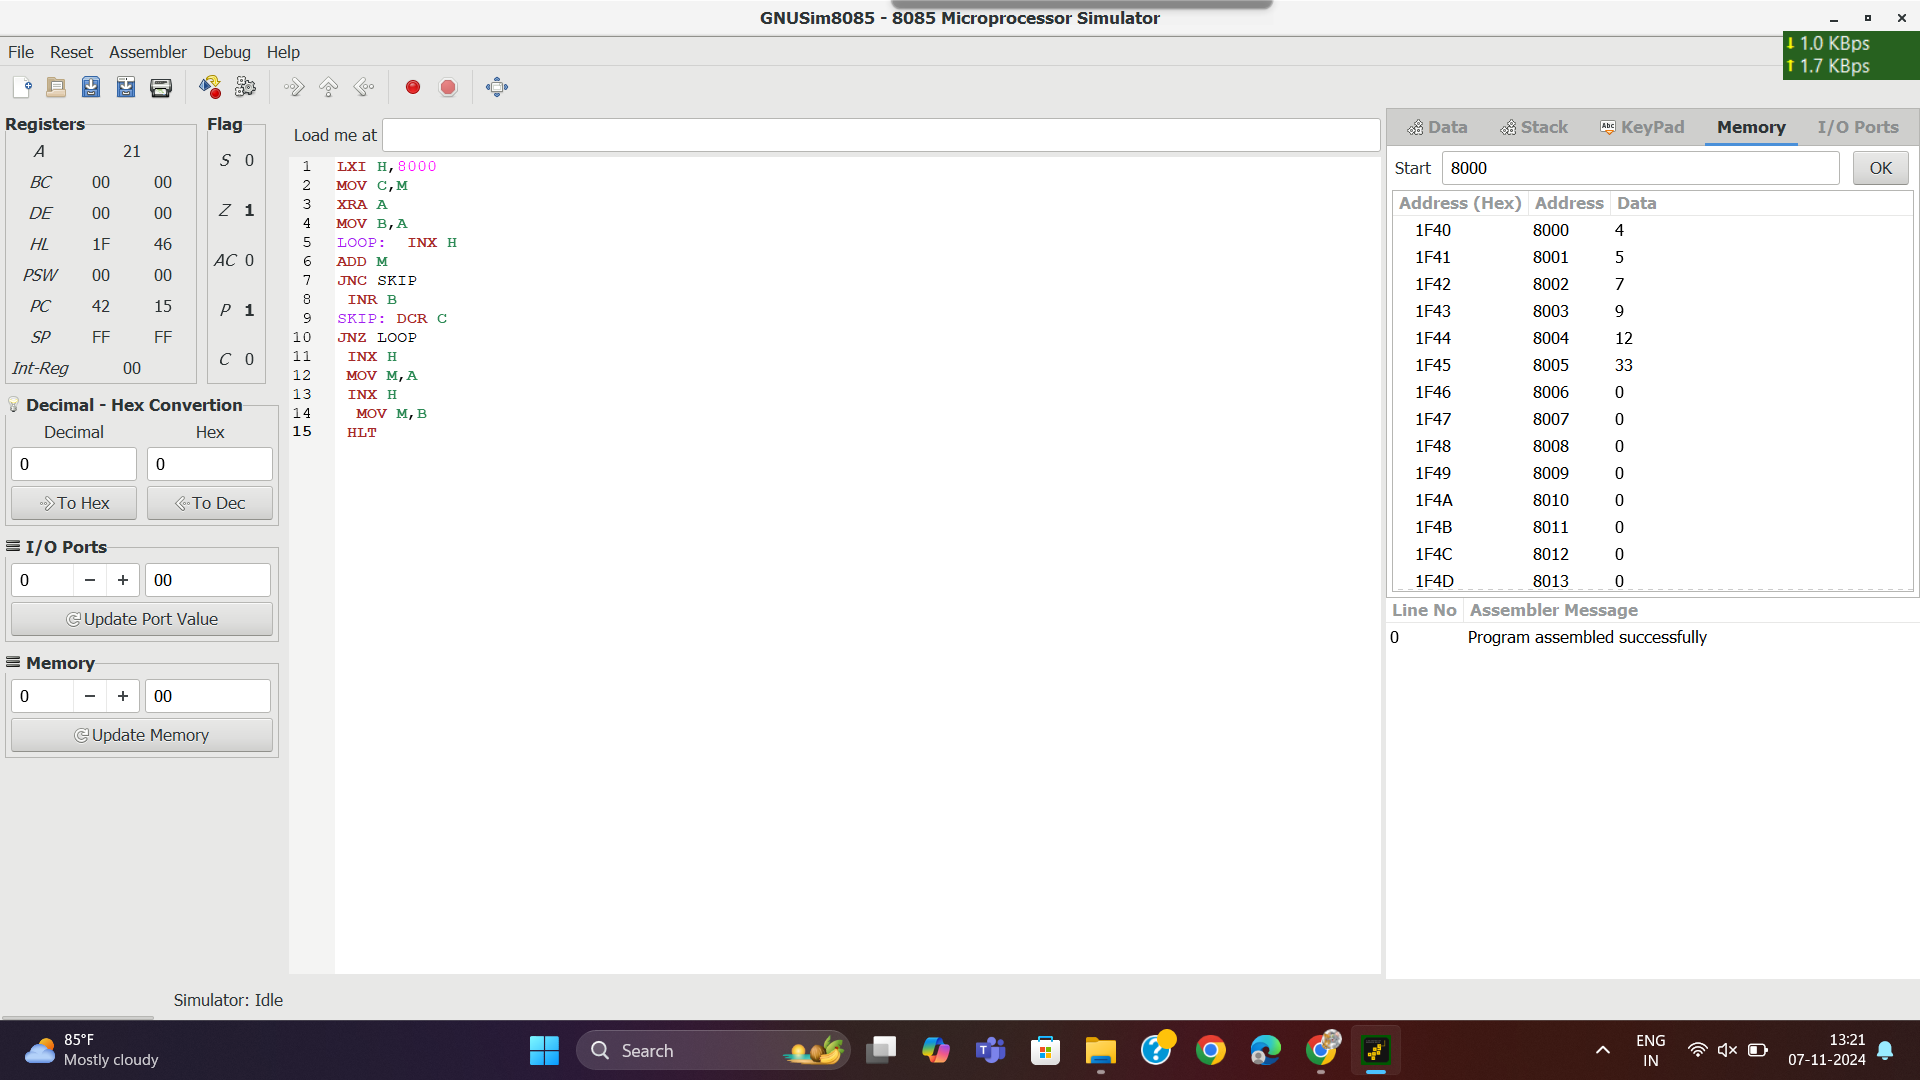 GNUSim8085 - 8085 Microprocessor Simulator
File Reset Assembler Debug Help
1.0 KBps
1.7 KBps
Registers
A 21
BC 00 00
DE 00 00
HL 1F 46
PSW 00 00
PC 42 15
SP FF FF
Int-Reg 00
Flag
S 0
Z 1
AC 0
P 1
C 0
Decimal - Hex Convertion
Decimal Hex
0 0
To Hex To Dec
I/O Ports
0 − + 00
Update Port Value
Memory
0 − + 00
Update Memory
Load me at
1 LXI H,8000
2 MOV C,M
3 XRA A
4 MOV B,A
5 LOOP: INX H
6 ADD M
7 JNC SKIP
8 INR B
9 SKIP: DCR C
10 JNZ LOOP
11 INX H
12 MOV M,A
13 INX H
14 MOV M,B
15 HLT
Data Stack Abc KeyPad Memory I/O Ports
Start 8000 OK
Address (Hex) Address Data
1F40 8000 4
1F41 8001 5
1F42 8002 7
1F43 8003 9
1F44 8004 12
1F45 8005 33
1F46 8006 0
1F47 8007 0
1F48 8008 0
1F49 8009 0
1F4A 8010 0
1F4B 8011 0
1F4C 8012 0
1F4D 8013 0
Line No Assembler Message
0 Program assembled successfully
Simulator: Idle
85°F
Mostly cloudy
Search
ENG
IN
13:21
07-11-2024